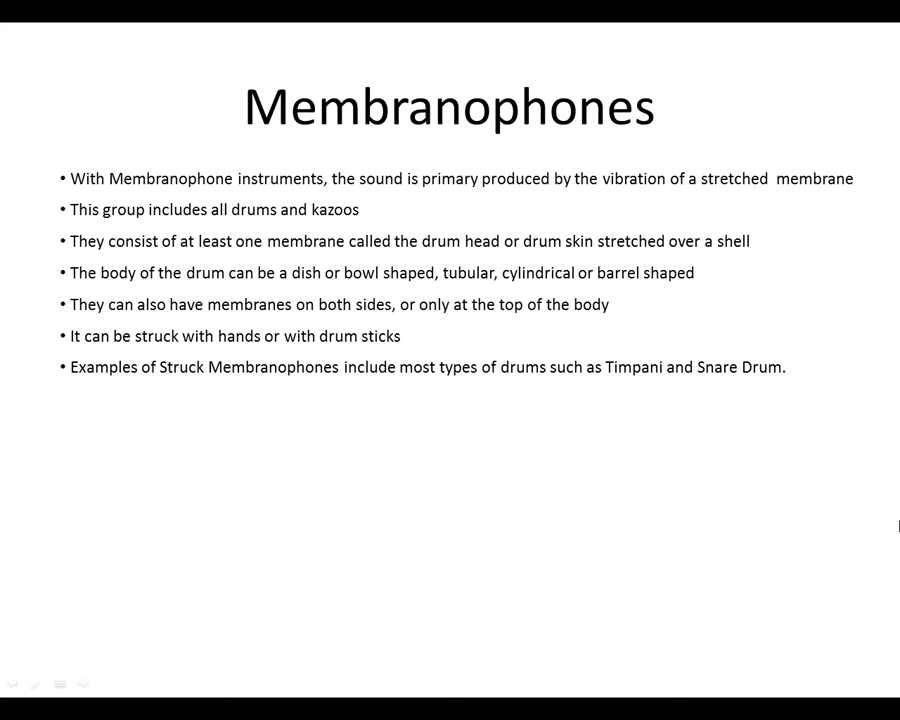 Membranophones
• With Membranophone instruments, the sound is primary produced by the vibration of a stretched  membrane
• This group includes all drums and kazoos
• They consist of at least one membrane called the drum head or drum skin stretched over a shell
• The body of the drum can be a dish or bowl shaped, tubular, cylindrical or barrel shaped
• They can also have membranes on both sides, or only at the top of the body
• It can be struck with hands or with drum sticks
• Examples of Struck Membranophones include most types of drums such as Timpani and Snare Drum.